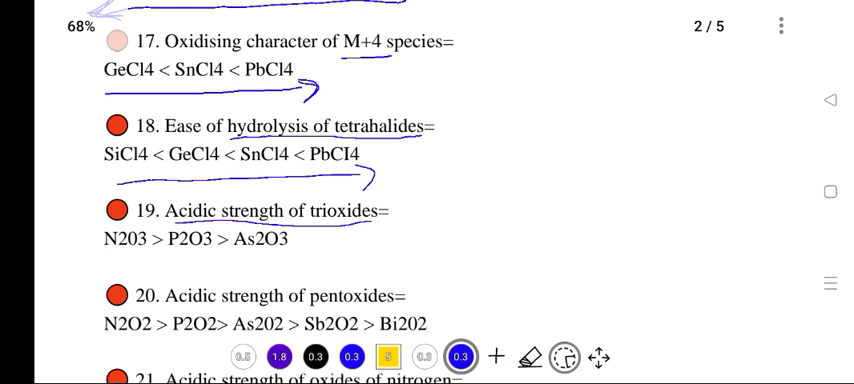 68%
2 / 5
17. Oxidising character of M+4 species=
GeCl4 < SnCl4 < PbCl4
18. Ease of hydrolysis of tetrahalides=
SiCl4 < GeCl4 < SnCl4 < PbCI4
19. Acidic strength of trioxides=
N203 > P2O3 > As2O3
20. Acidic strength of pentoxides=
N2O2 > P2O2> As202 > Sb2O2 > Bi202
0.5 1.8 0.3 0.3 5 0.3 0.3
21. Acidic strength of oxides of nitrogen=